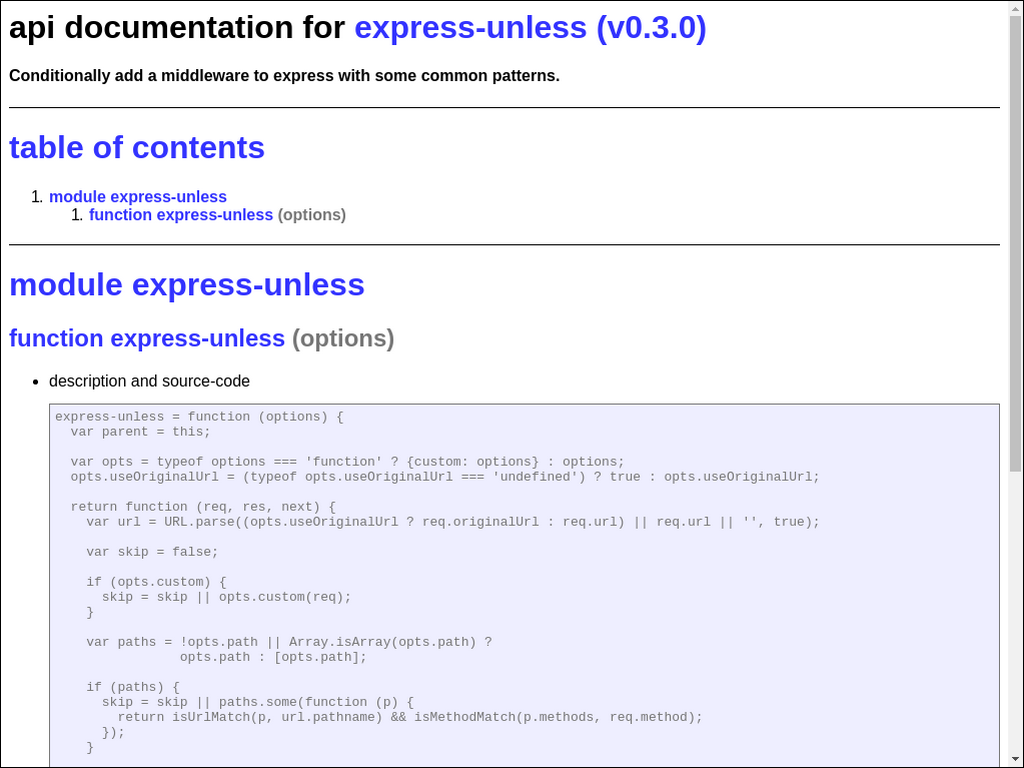 api documentation for express-unless (v0.3.0)
Conditionally add a middleware to express with some common patterns.
table of contents
1. module express-unless
1. function express-unless (options)
module express-unless
function express-unless (options)
• description and source-code
express-unless = function (options) {
  var parent = this;

  var opts = typeof options === 'function' ? {custom: options} : options;
  opts.useOriginalUrl = (typeof opts.useOriginalUrl === 'undefined') ? true : opts.useOriginalUrl;

  return function (req, res, next) {
    var url = URL.parse((opts.useOriginalUrl ? req.originalUrl : req.url) || req.url || '', true);

    var skip = false;

    if (opts.custom) {
      skip = skip || opts.custom(req);
    }

    var paths = !opts.path || Array.isArray(opts.path) ?
                opts.path : [opts.path];

    if (paths) {
      skip = skip || paths.some(function (p) {
        return isUrlMatch(p, url.pathname) && isMethodMatch(p.methods, req.method);
      });
    }